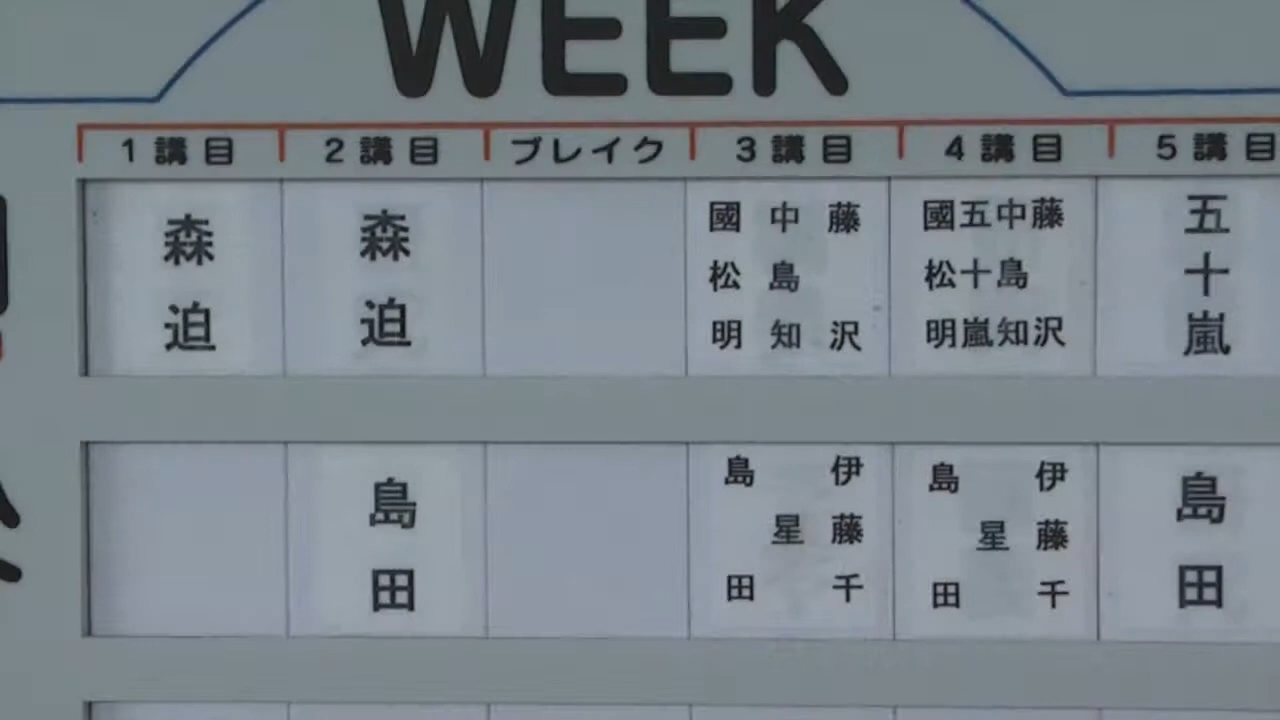 WEEK
1講目 2講目 ブレイク 3講目 4講目 5講目
森迫 森迫 國松明 中島知 藤沢 國松明 五十嵐 中島知 藤沢 五十嵐
島田 島田 星 伊藤千 島田 星 伊藤千 島田